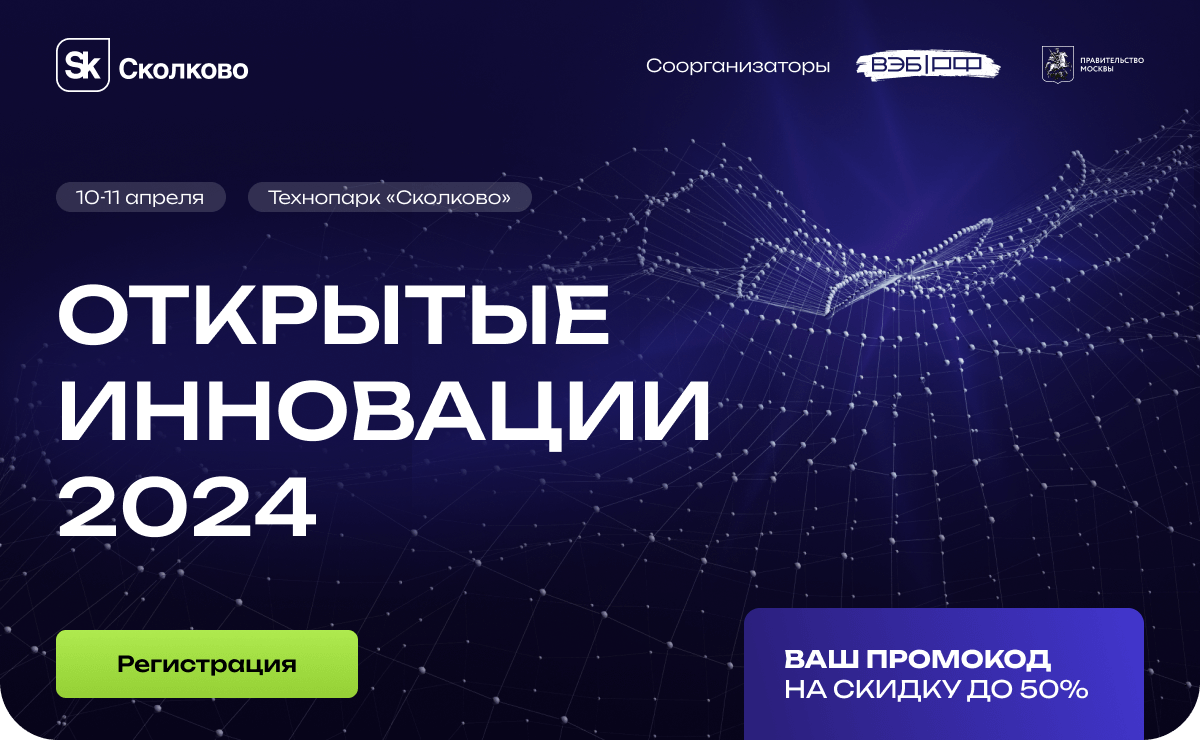 Sk Сколково
Соорганизаторы
ВЭБ|РФ
ПРАВИТЕЛЬСТВО
МОСКВЫ
10-11 апреля
Технопарк «Сколково»
ОТКРЫТЫЕ
ИННОВАЦИИ
2024
Регистрация
ВАШ ПРОМОКОД
НА СКИДКУ ДО 50%